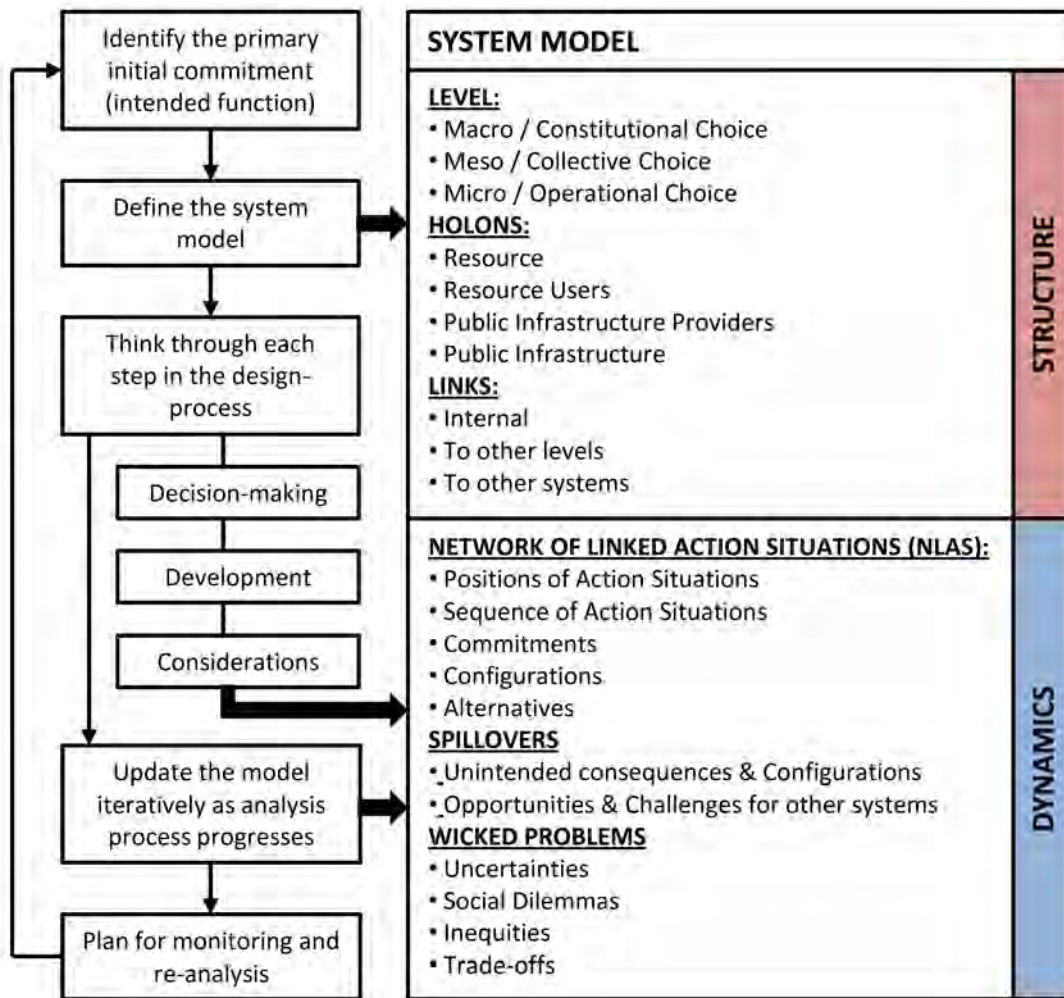 Identify the primary
initial commitment
(intended function)
Define the system
model
Think through each
step in the design-
process
Decision-making
Development
Considerations
Update the model
iteratively as analysis
process progresses
Plan for monitoring and
re-analysis
SYSTEM MODEL
LEVEL:
• Macro / Constitutional Choice
• Meso / Collective Choice
• Micro / Operational Choice
HOLONS:
• Resource
• Resource Users
• Public Infrastructure Providers
• Public Infrastructure
LINKS:
• Internal
• To other levels
• To other systems
STRUCTURE
NETWORK OF LINKED ACTION SITUATIONS (NLAS):
• Positions of Action Situations
• Sequence of Action Situations
• Commitments
• Configurations
• Alternatives
SPILLOVERS
• Unintended consequences & Configurations
• Opportunities & Challenges for other systems
WICKED PROBLEMS
• Uncertainties
• Social Dilemmas
• Inequities
• Trade-offs
DYNAMICS